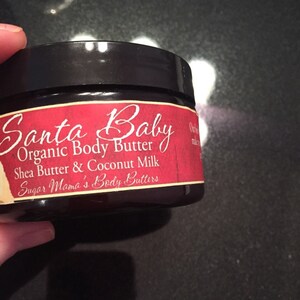 Santa Baby
Organic Body Butter
Shea Butter & Coconut Milk
Sugar Mama's Body Butters